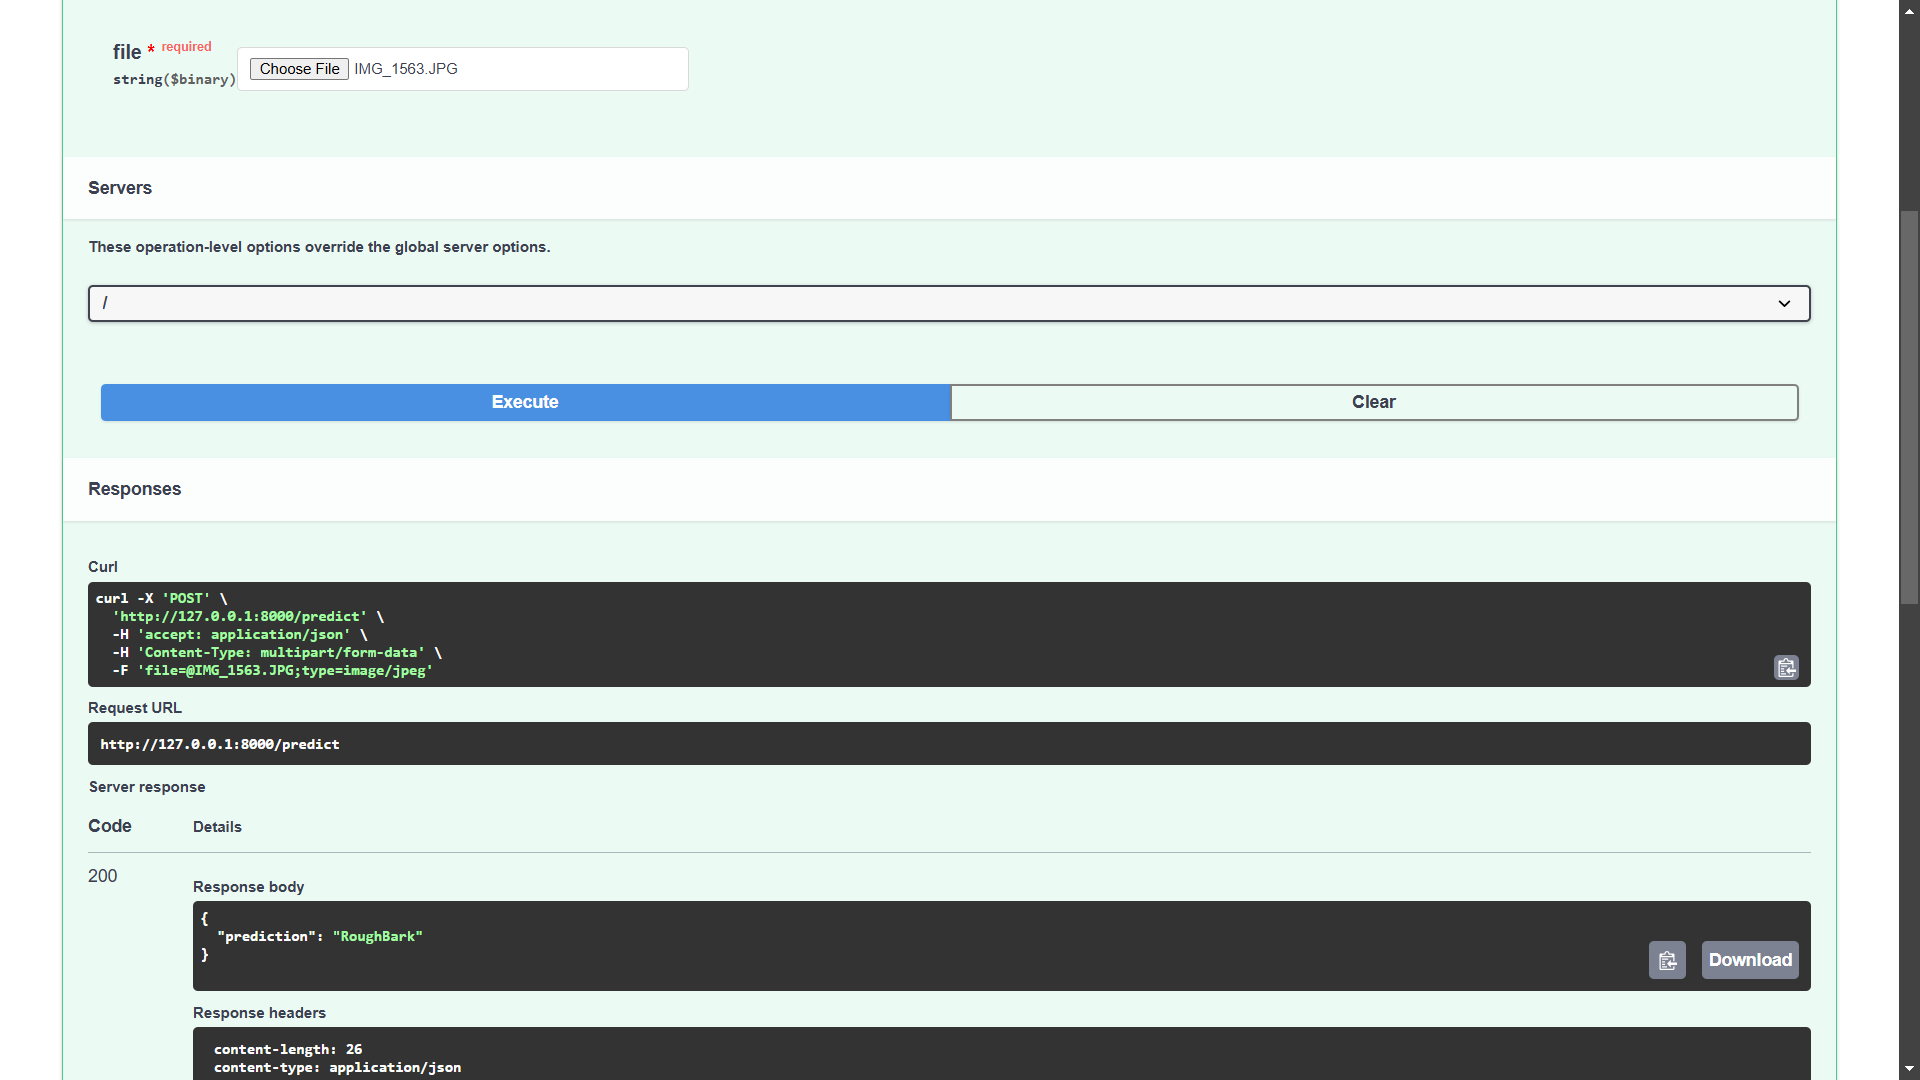 file * required
string($binary)
Choose File IMG_1563.JPG
Servers
These operation-level options override the global server options.
/
Execute
Clear
Responses
Curl
curl -X 'POST' \
'http://127.0.0.1:8000/predict' \
-H 'accept: application/json' \
-H 'Content-Type: multipart/form-data' \
-F 'file=@IMG_1563.JPG;type=image/jpeg'
Request URL
http://127.0.0.1:8000/predict
Server response
Code Details
200
Response body
{
"prediction": "RoughBark"
}
Download
Response headers
content-length: 26
content-type: application/json